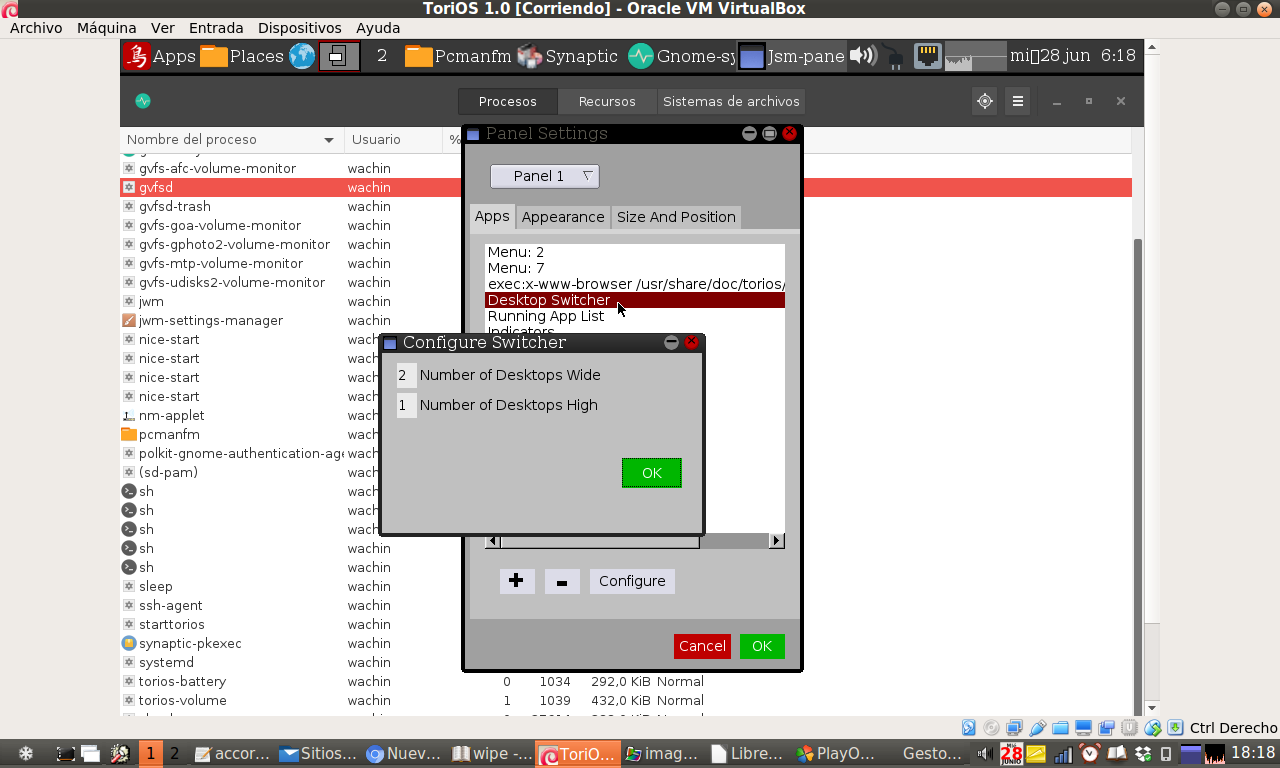 ToriOS 1.0 [Corriendo] - Oracle VM VirtualBox
Archivo Máquina Ver Entrada Dispositivos Ayuda
Apps Places 2 Pcmanfm Synaptic Gnome-sy Jsm-pane mi 28 jun 6:18
Procesos Recursos Sistemas de archivos
Nombre del proceso Usuario %
Panel Settings
gvfs-afc-volume-monitor wachin
gvfsd wachin
gvfsd-trash wachin
gvfs-goa-volume-monitor wachin
gvfs-gphoto2-volume-monitor wachin
gvfs-mtp-volume-monitor wachin
gvfs-udisks2-volume-monitor wachin
jwm wachin
jwm-settings-manager wachin
nice-start wach
nice-start wach
nice-start wach
nice-start wach
nm-applet wach
pcmanfm wach
polkit-gnome-authentication-age wach
(sd-pam) wach
sh wach
sh wach
sh wach
sh wachin
sh wachin
sleep wachin
ssh-agent wachin
starttorios wachin
synaptic-pkexec wachin
systemd wachin
torios-battery wachin 0 1034 292,0 KiB Normal
torios-volume wachin 1 1039 432,0 KiB Normal
Panel 1
Apps Appearance Size And Position
Menu: 2
Menu: 7
exec:x-www-browser /usr/share/doc/torios/
Desktop Switcher
Running App List
Indicators
Configure Switcher
2 Number of Desktops Wide
1 Number of Desktops High
OK
+ - Configure
Cancel OK
Ctrl Derecho
1 2 accor... Sitios... Nuev... wipe -... ToriO... imag... Libre... PlayO... Gesto... 28 JUNIO 18:18